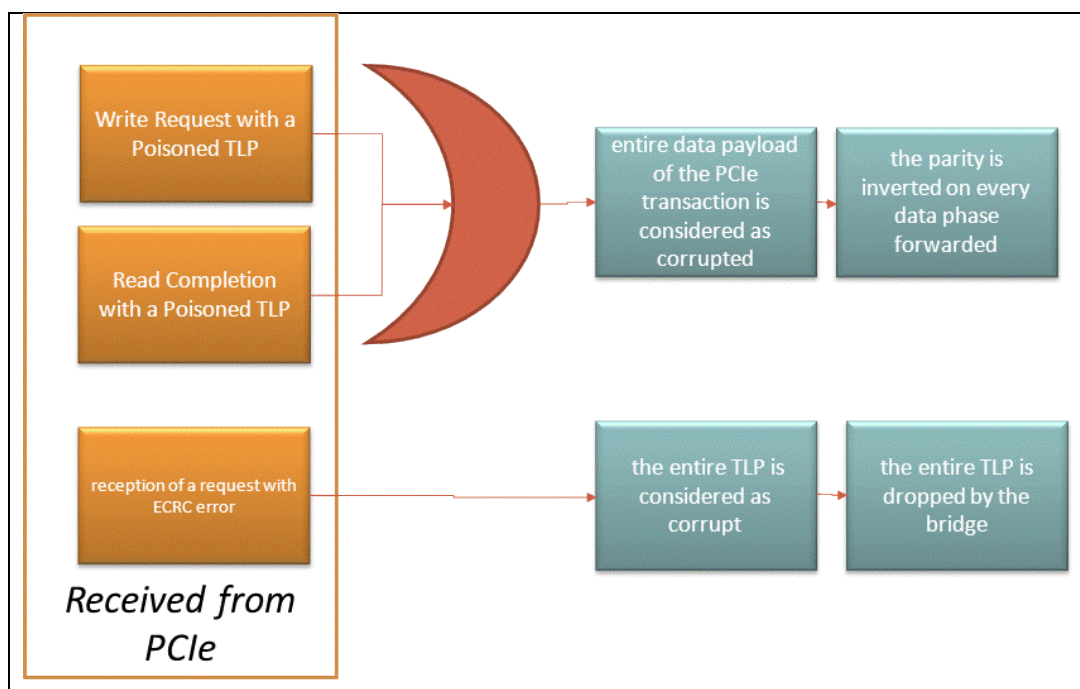 Write Request with a
Poisoned TLP
Read Completion
with a Poisoned TLP
reception of a request with
ECRC error
Received from
PCIe
entire data payload
of the PCIe
transaction is
considered as
corrupted
the parity is
inverted on every
data phase
forwarded
the entire TLP is
considered as
corrupt
the entire TLP is
dropped by the
bridge